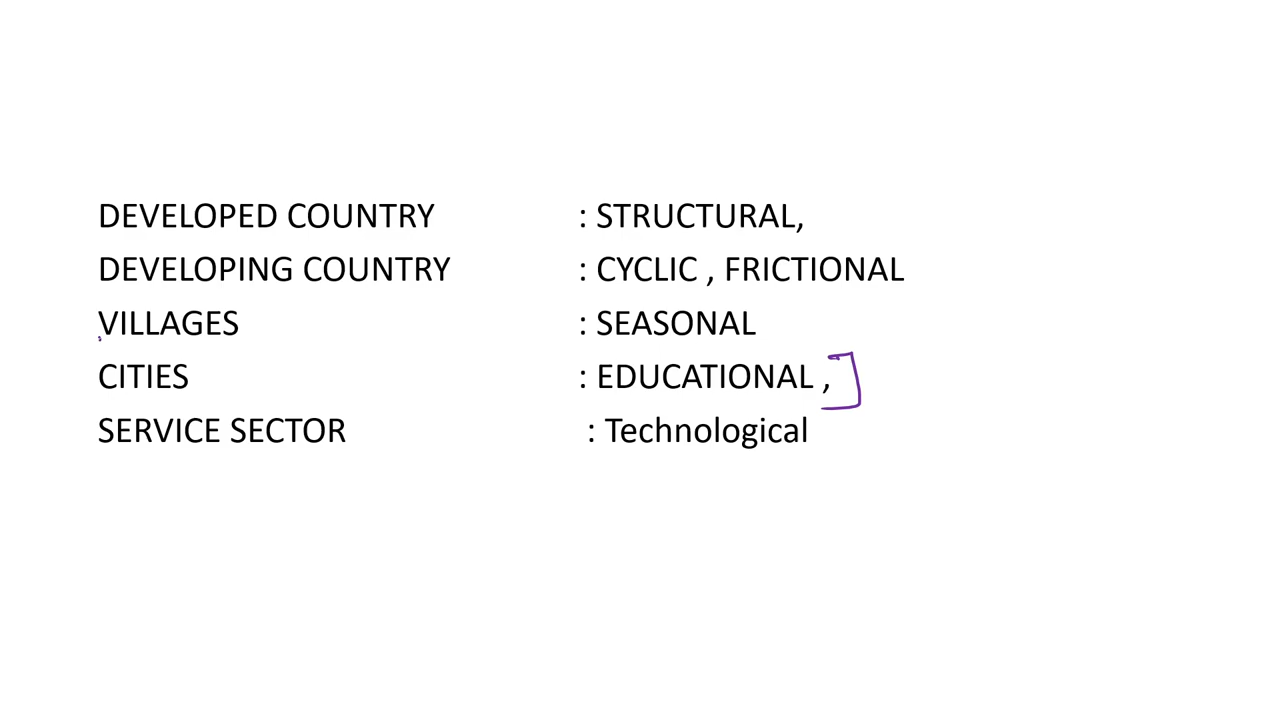 DEVELOPED COUNTRY : STRUCTURAL,
DEVELOPING COUNTRY : CYCLIC , FRICTIONAL
VILLAGES : SEASONAL
CITIES : EDUCATIONAL ,
SERVICE SECTOR : Technological